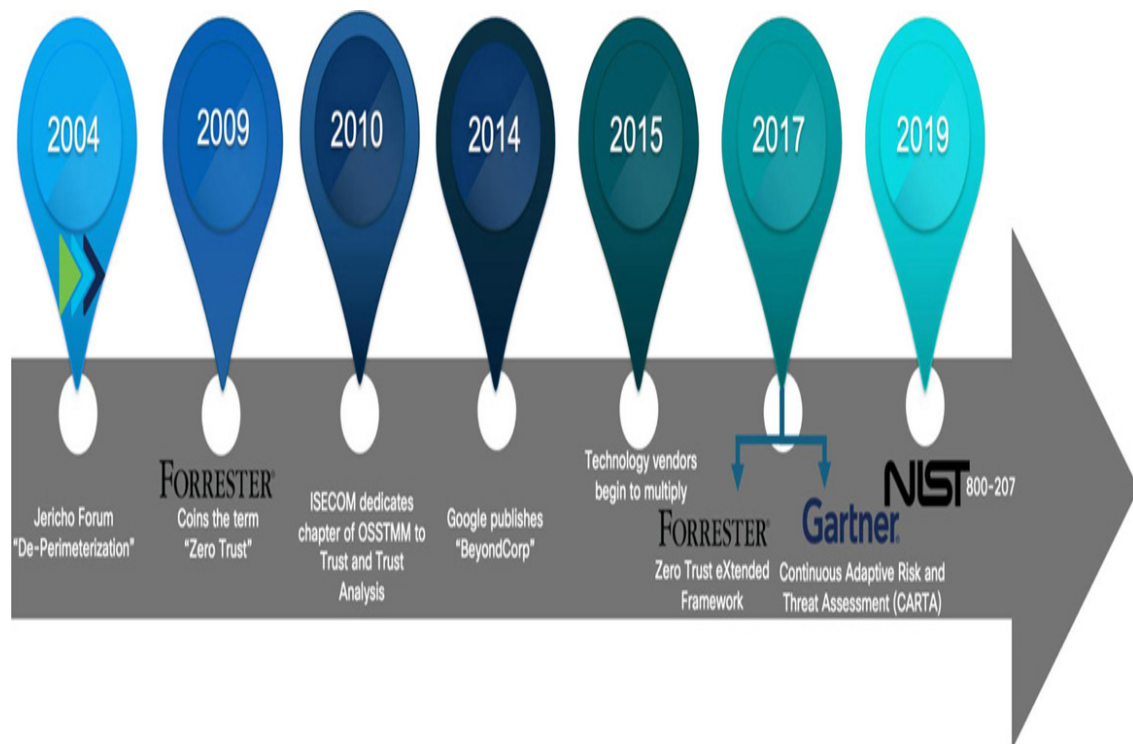 2004
2009
2010
2014
2015
2017
2019
Jericho Forum
“De-Perimeterization”
FORRESTER®
Coins the term
“Zero Trust”
ISECOM dedicates
chapter of OSSTMM to
Trust and Trust
Analysis
Google publishes
“BeyondCorp”
Technology vendors
begin to multiply
FORRESTER®
Zero Trust eXtended
Framework
Gartner®
Continuous Adaptive Risk and
Threat Assessment (CARTA)
NIST 800-207